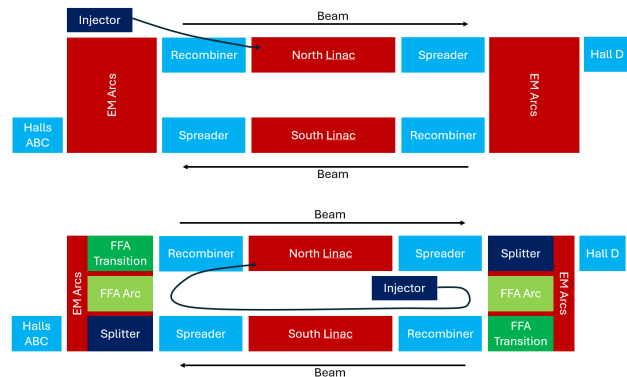 Beam
Injector
Recombiner
North Linac
Spreader
Hall D
EM Arcs
EM Arcs
Halls
ABC
Spreader
South Linac
Recombiner
Beam
Beam
FFA
Transition
Recombiner
North Linac
Spreader
Splitter
Hall D
EM Arcs
FFA Arc
Injector
FFA Arc
EM Arcs
Halls
ABC
Splitter
Spreader
South Linac
Recombiner
FFA
Transition
Beam